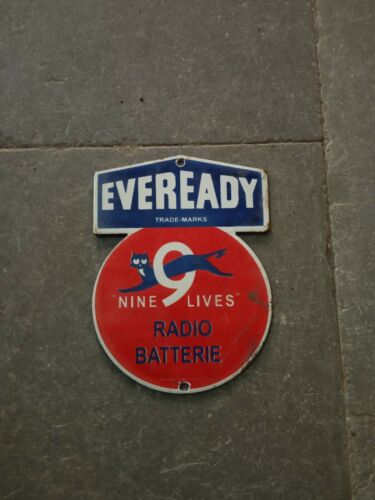 EVEREADY
TRADE-MARKS
9
"NINE LIVES"
RADIO
BATTERIE